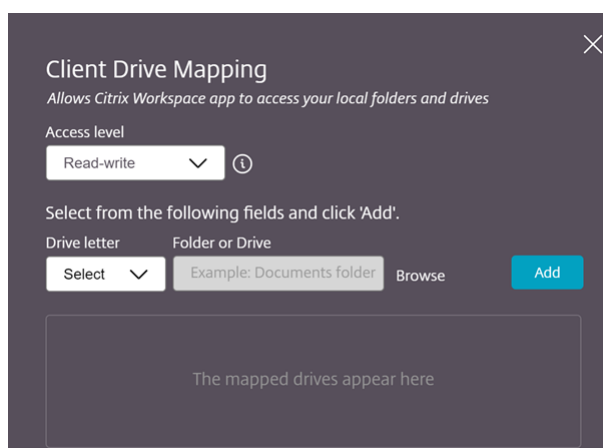 Client Drive Mapping
Allows Citrix Workspace app to access your local folders and drives
Access level
Read-write
Select from the following fields and click 'Add'.
Drive letter Folder or Drive
Select Example: Documents folder Browse Add
The mapped drives appear here